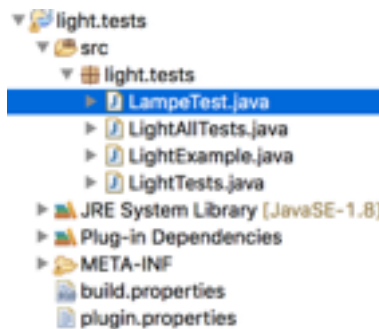 light.tests
src
light.tests
LampeTest.java
LightAllTests.java
LightExample.java
LightTests.java
JRE System Library [JavaSE-1.8]
Plug-in Dependencies
META-INF
build.properties
plugin.properties